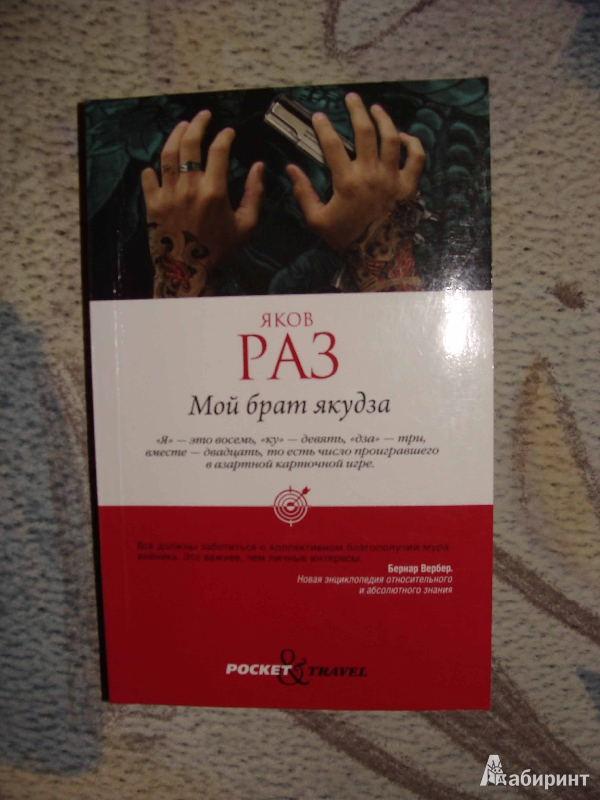 ЯКОВ
РАЗ
Мой брат якудза
«Я» — это восемь, «ку» — девять, «дза» — три,
вместе — двадцать, то есть число проигравшего
в азартной карточной игре.
Все должны заботиться о коллективном благополучии мура-
вейника. Это важнее, чем личные интересы.
Бернар Вербер.
Новая энциклопедия относительного
и абсолютного знания
POCKET & TRAVEL
Лабиринт